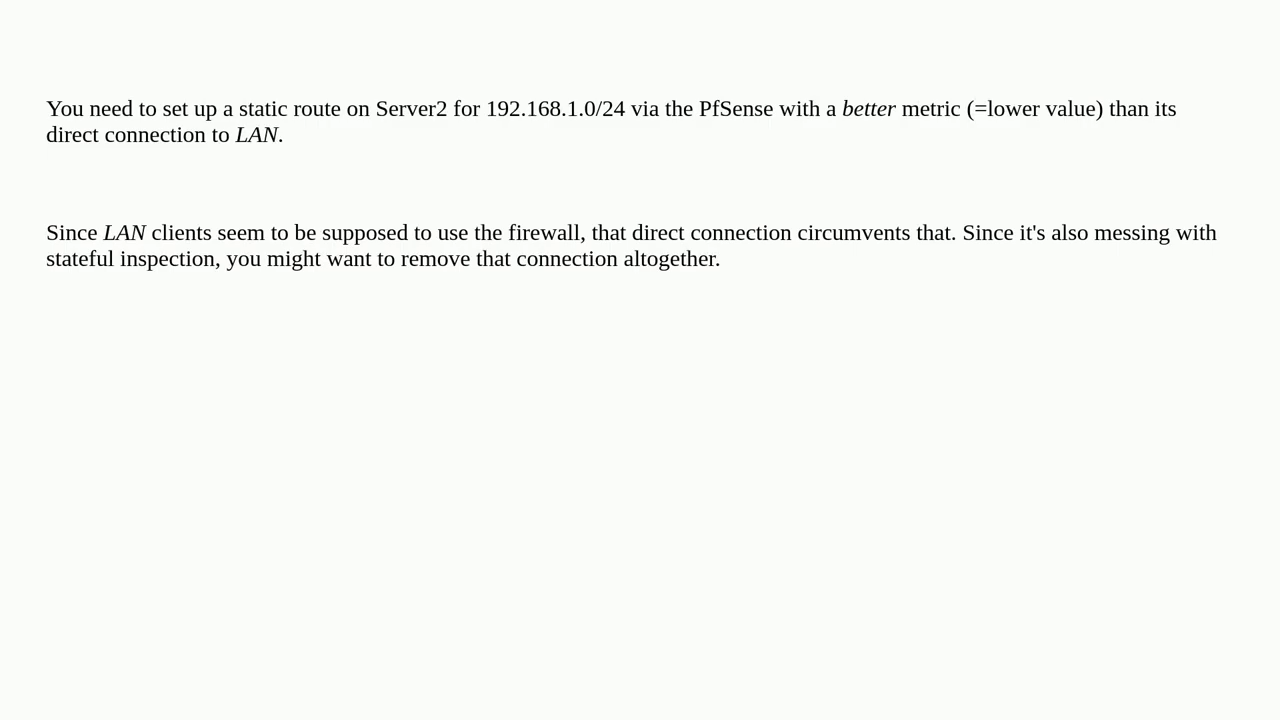 You need to set up a static route on Server2 for 192.168.1.0/24 via the PfSense with a better metric (=lower value) than its
direct connection to LAN.
Since LAN clients seem to be supposed to use the firewall, that direct connection circumvents that. Since it's also messing with
stateful inspection, you might want to remove that connection altogether.